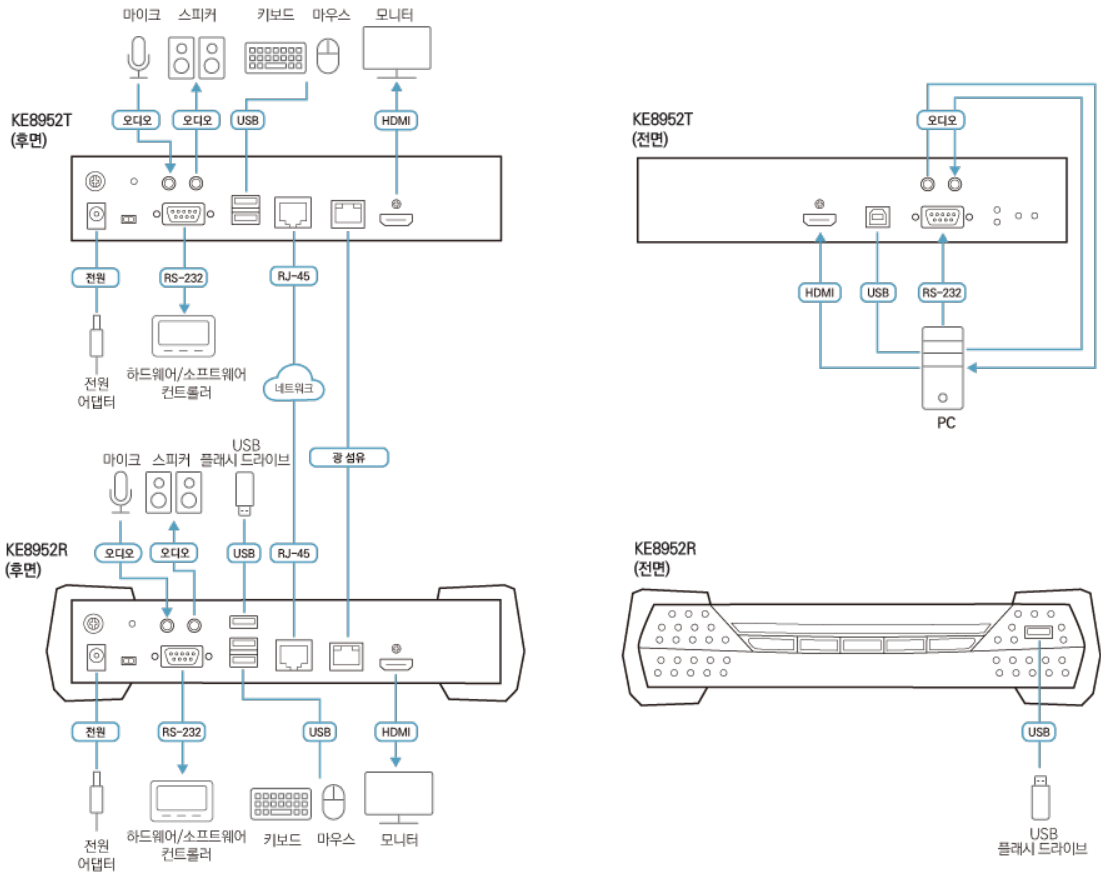 마이크
스피커
키보드
마우스
모니터
KE8952T
(후면)
오디오
오디오
USB
HDMI
전원
RS-232
RJ-45
전원
어댑터
하드웨어/소프트웨어
컨트롤러
네트워크
광 섬유
KE8952T
(전면)
오디오
HDMI
USB
RS-232
PC
마이크
스피커
USB
플래시 드라이브
KE8952R
(후면)
오디오
오디오
USB
RJ-45
전원
RS-232
USB
HDMI
전원
어댑터
하드웨어/소프트웨어
컨트롤러
키보드
마우스
모니터
KE8952R
(전면)
USB
USB
플래시 드라이브